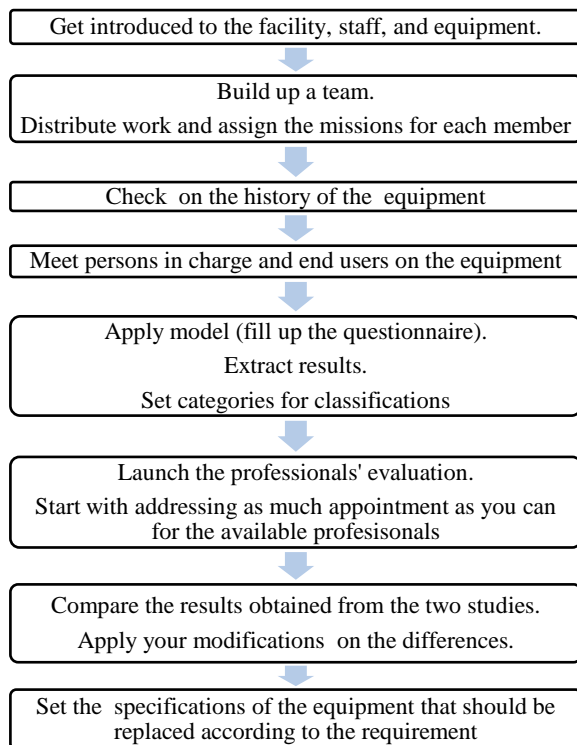 Get introduced to the facility, staff, and equipment.
Build up a team.
Distribute work and assign the missions for each member
Check on the history of the equipment
Meet persons in charge and end users on the equipment
Apply model (fill up the questionnaire).
Extract results.
Set categories for classifications
Launch the professionals' evaluation.
Start with addressing as much appointment as you can
for the available profesisonals
Compare the results obtained from the two studies.
Apply your modifications on the differences.
Set the specifications of the equipment that should be
replaced according to the requirement